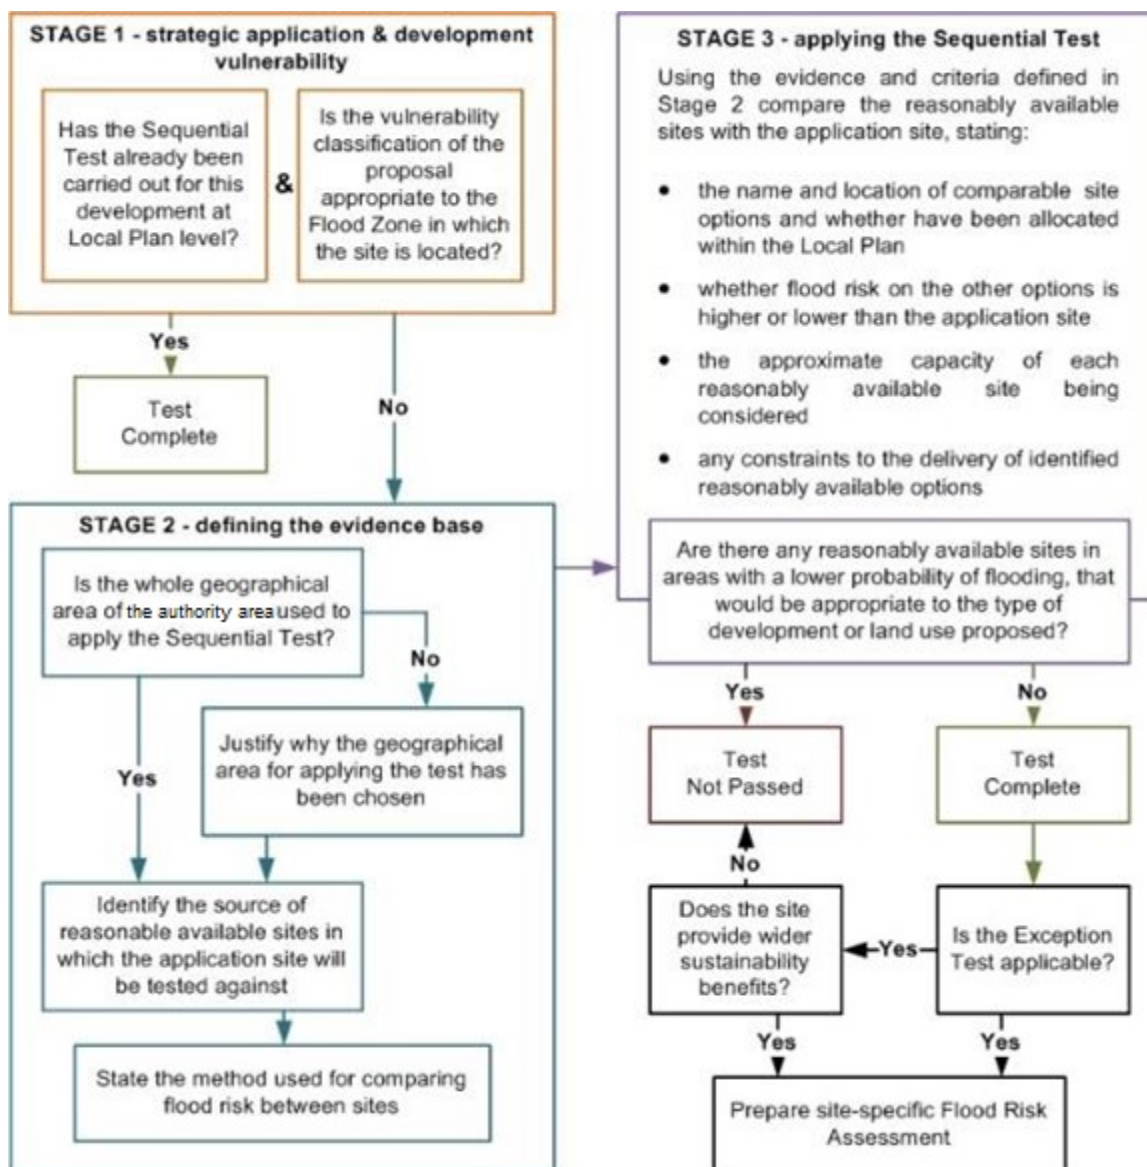 STAGE 1 - strategic application & development
vulnerability
Has the Sequential
Test already been
carried out for this
development at
Local Plan level?
&
Is the vulnerability
classification of the
proposal
appropriate to the
Flood Zone in which
the site is located?
Yes
Test
Complete
No
STAGE 2 - defining the evidence base
Is the whole geographical
area of the authority area used to
apply the Sequential Test?
No
Justify why the geographical
area for applying the test has
been chosen
Yes
Identify the source of
reasonable available sites in
which the application site will
be tested against
State the method used for comparing
flood risk between sites
STAGE 3 - applying the Sequential Test
Using the evidence and criteria defined in
Stage 2 compare the reasonably available
sites with the application site, stating:
• the name and location of comparable site
options and whether have been allocated
within the Local Plan
• whether flood risk on the other options is
higher or lower than the application site
• the approximate capacity of each
reasonably available site being
considered
• any constraints to the delivery of identified
reasonably available options
Are there any reasonably available sites in
areas with a lower probability of flooding, that
would be appropriate to the type of
development or land use proposed?
Yes
Test
Not Passed
No
Test
Complete
Is the Exception
Test applicable?
Yes
Does the site
provide wider
sustainability
benefits?
No
Yes
Yes
Prepare site-specific Flood Risk
Assessment